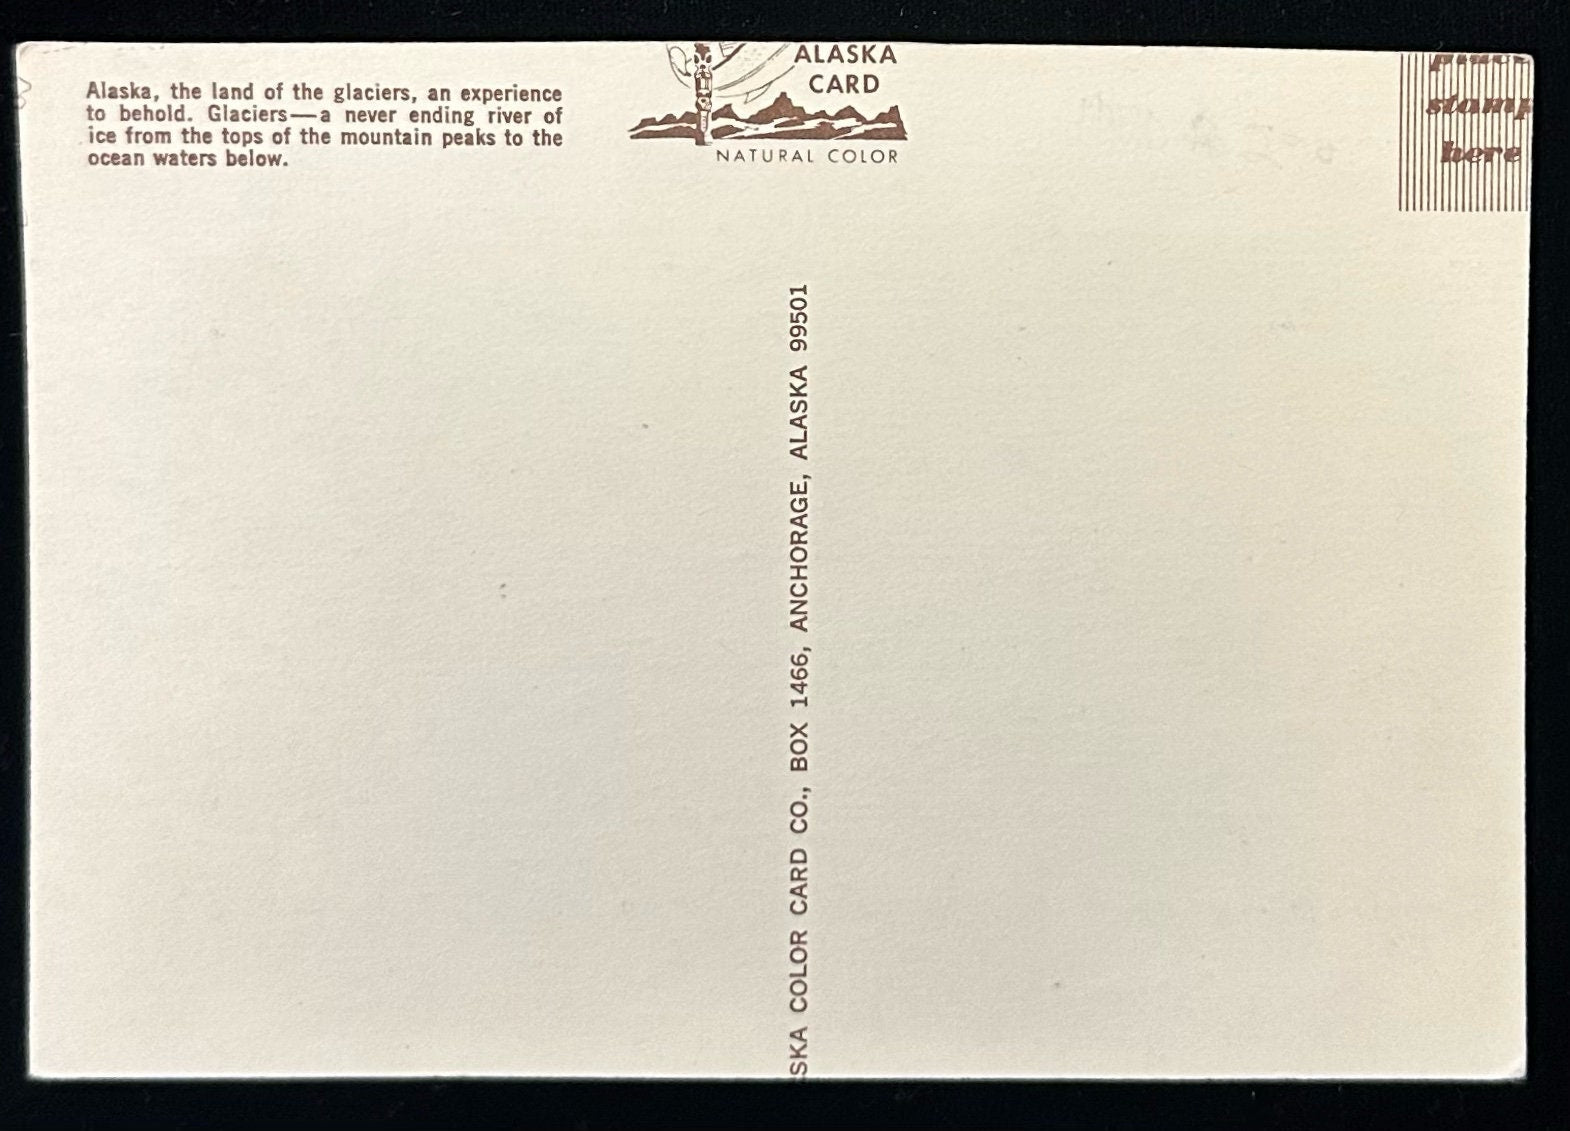 Alaska, the land of the glaciers, an experience
to behold. Glaciers—a never ending river of
ice from the tops of the mountain peaks to the
ocean waters below.
ALASKA
CARD
NATURAL COLOR
place
stamp
here
SKA COLOR CARD CO., BOX 1466, ANCHORAGE, ALASKA 99501